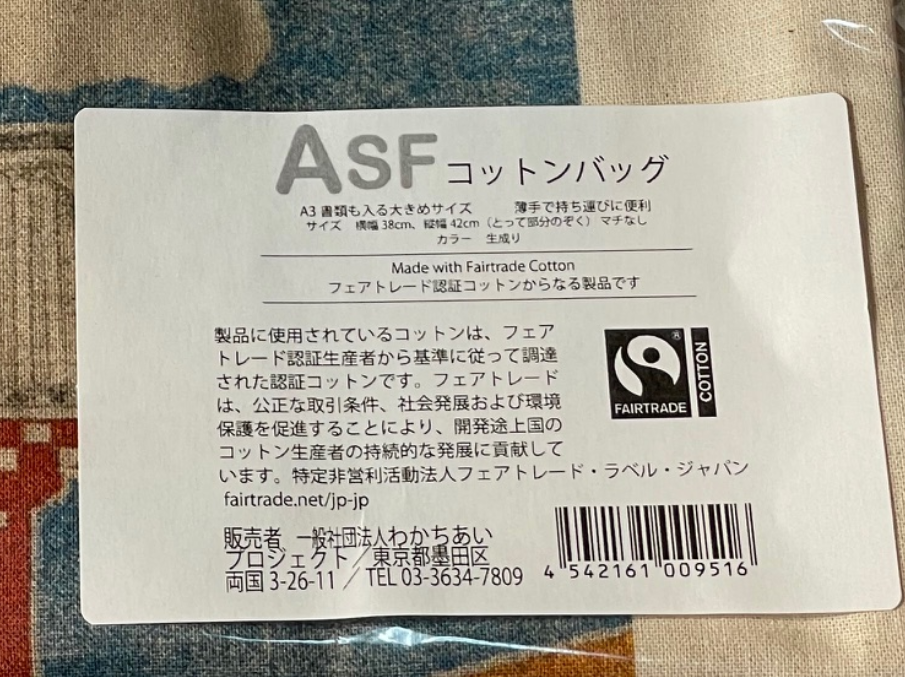 ASF コットンバッグ
A3 書類も入る大きめサイズ 薄手で持ち運びに便利
サイズ 横幅 38cm、縦幅 42cm（とって部分のぞく） マチなし
カラー 生成り
Made with Fairtrade Cotton
フェアトレード認証コットンからなる製品です
製品に使用されているコットンは、フェア
トレード認証生産者から基準に従って調達
された認証コットンです。フェアトレード
は、公正な取引条件、社会発展および環境
保護を促進することにより、開発途上国の
コットン生産者の持続的な発展に貢献して
います。特定非営利活動法人フェアトレード・ラベル・ジャパン
fairtrade.net/jp-jp
®
FAIRTRADE
COTTON
販売者 一般社団法人わかちあい
プロジェクト／東京都墨田区
両国 3-26-11 ／ TEL 03-3634-7809
4 542161 009516